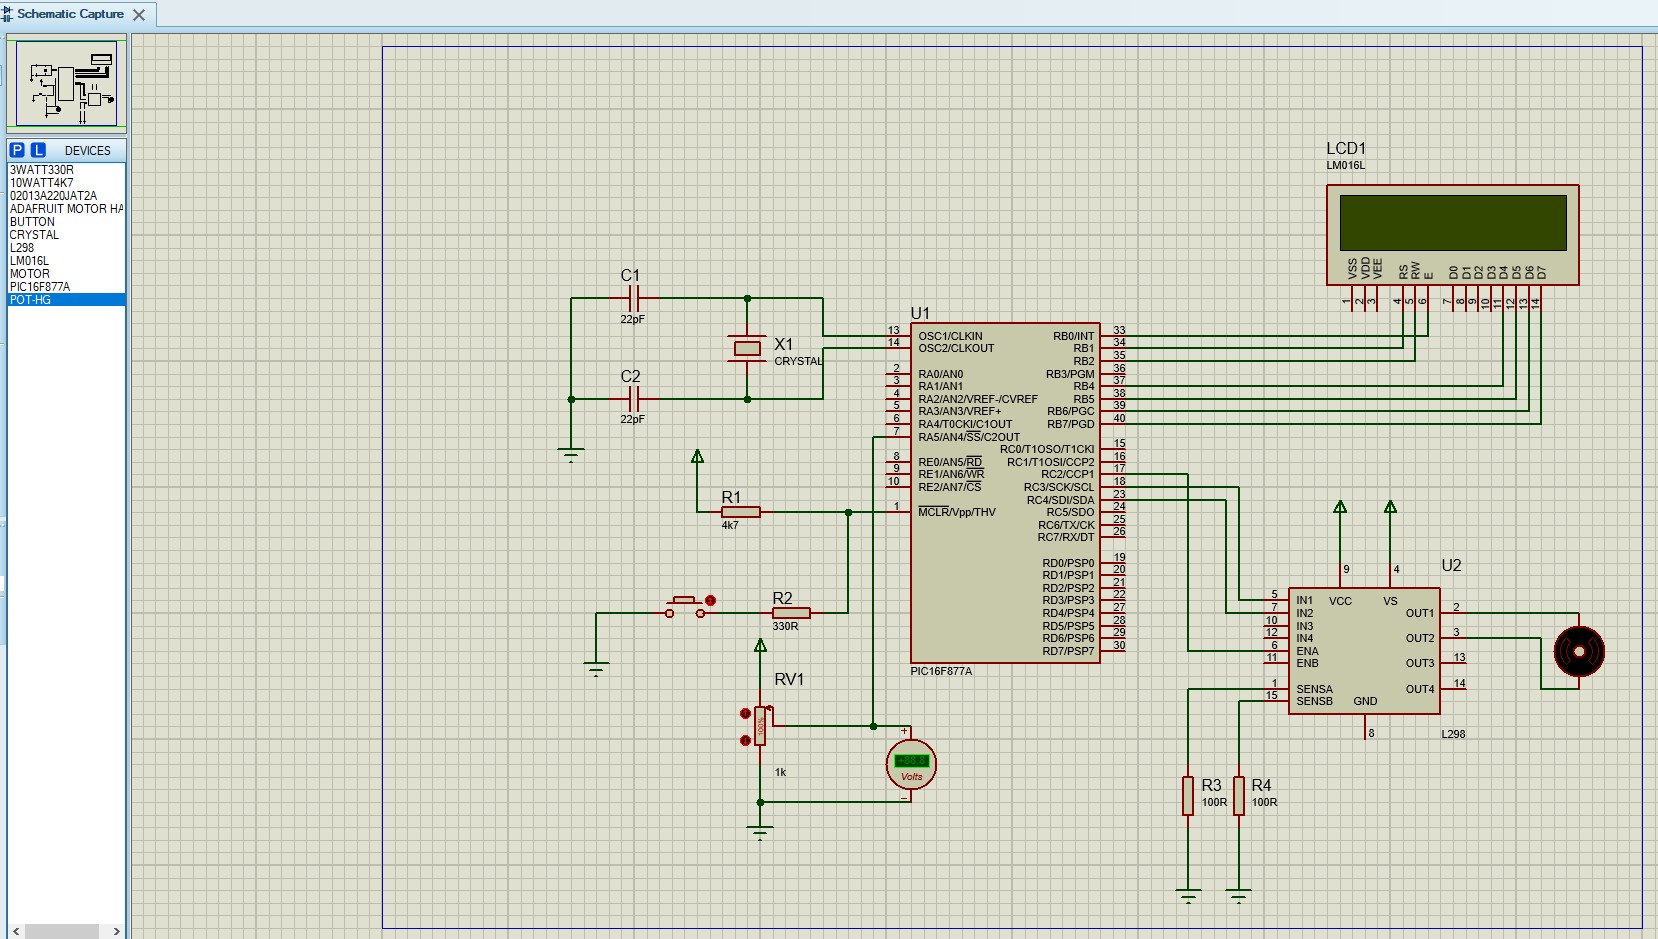 Schematic Capture
P L DEVICES
3WATT330R
10WATT4K7
02013A220JAT2A
ADAFRUIT MOTOR HA
BUTTON
CRYSTAL
L298
LM016L
MOTOR
PIC16F877A
POT-HG
LCD1
LM016L
VSS VDD VEE RS RW E D0 D1 D2 D3 D4 D5 D6 D7
1 2 3 4 5 6 7 8 9 10 11 12 13 14
C1
22pF
X1
CRYSTAL
C2
22pF
R1
4k7
R2
330R
RV1
100%
1k
+
Volts
U1
13 OSC1/CLKIN
14 OSC2/CLKOUT
2 RA0/AN0
3 RA1/AN1
4 RA2/AN2/VREF-/CVREF
5 RA3/AN3/VREF+
6 RA4/T0CKI/C1OUT
7 RA5/AN4/SS/C2OUT
8 RE0/AN5/RD
9 RE1/AN6/WR
10 RE2/AN7/CS
1 MCLR/Vpp/THV
RB0/INT 33
RB1 34
RB2 35
RB3/PGM 36
RB4 37
RB5 38
RB6/PGC 39
RB7/PGD 40
RC0/T1OSO/T1CKI 15
RC1/T1OSI/CCP2 16
RC2/CCP1 17
RC3/SCK/SCL 18
RC4/SDI/SDA 23
RC5/SDO 24
RC6/TX/CK 25
RC7/RX/DT 26
RD0/PSP0 19
RD1/PSP1 20
RD2/PSP2 21
RD3/PSP3 22
RD4/PSP4 27
RD5/PSP5 28
RD6/PSP6 29
RD7/PSP7 30
PIC16F877A
U2
9 4
VCC VS
5 IN1
7 IN2
10 IN3
12 IN4
6 ENA
11 ENB
1 SENSA
15 SENSB
OUT1 2
OUT2 3
OUT3 13
OUT4 14
GND
8
L298
R3
100R
R4
100R